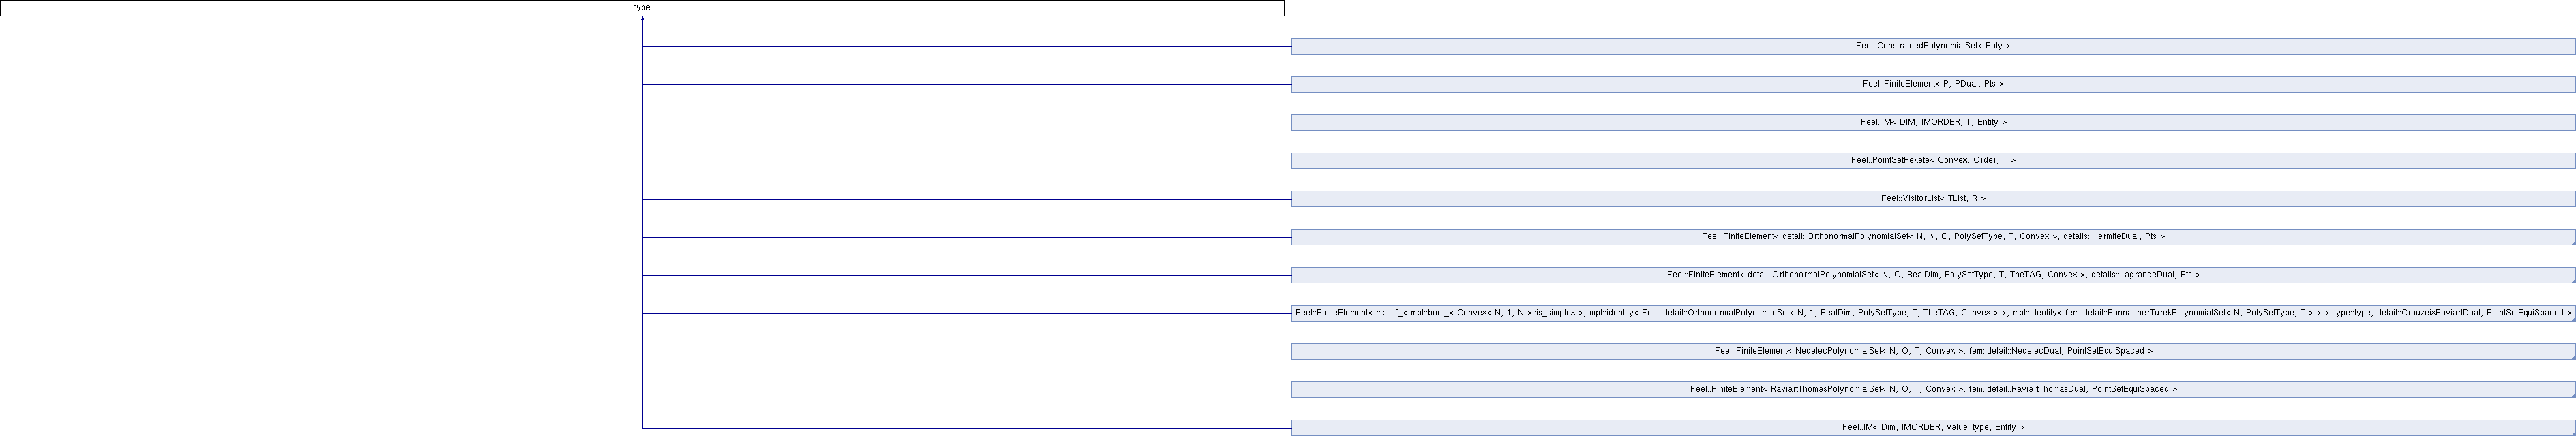 type
Feel::ConstrainedPolynomialSet< Poly >
Feel::FiniteElement< P, PDual, Pts >
Feel::IM< DIM, IMORDER, T, Entity >
Feel::PointSetFekete< Convex, Order, T >
Feel::VisitorList< TList, R >
Feel::FiniteElement< detail::OrthonormalPolynomialSet< N, N, O, PolySetType, T, Convex >, details::HermiteDual, Pts >
Feel::FiniteElement< detail::OrthonormalPolynomialSet< N, O, RealDim, PolySetType, T, TheTAG, Convex >, details::LagrangeDual, Pts >
Feel::FiniteElement< mpl::if_< mpl::bool_< Convex< N, 1, N >::is_simplex >, mpl::identity< Feel::detail::OrthonormalPolynomialSet< N, 1, RealDim, PolySetType, T, TheTAG, Convex > >, mpl::identity< fem::detail::RannacherTurekPolynomialSet< N, PolySetType, T > > >::type::type, detail::CrouzeixRaviartDual, PointSetEquiSpaced >
Feel::FiniteElement< NedelecPolynomialSet< N, O, T, Convex >, fem::detail::NedelecDual, PointSetEquiSpaced >
Feel::FiniteElement< RaviartThomasPolynomialSet< N, O, T, Convex >, fem::detail::RaviartThomasDual, PointSetEquiSpaced >
Feel::IM< Dim, IMORDER, value_type, Entity >